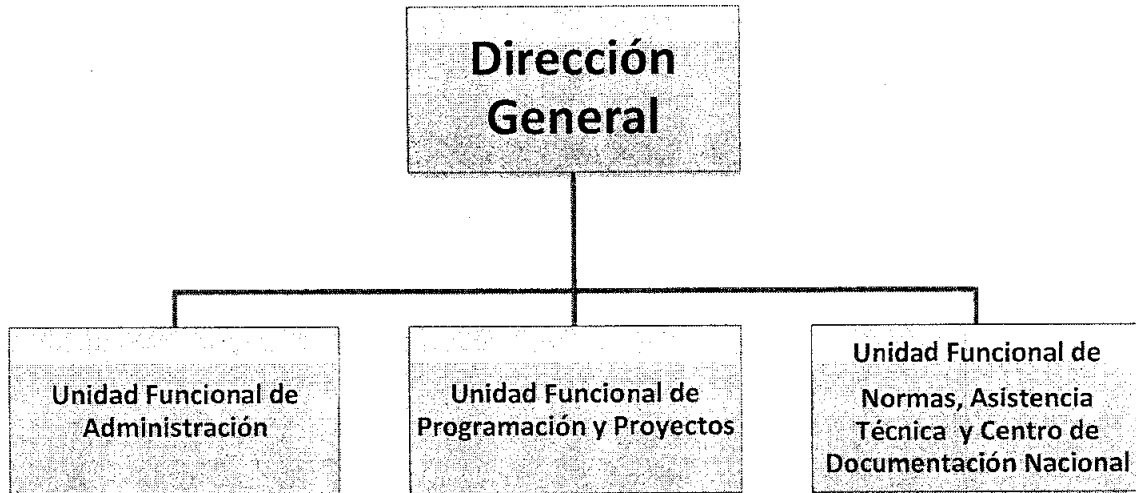 Dirección
General
Unidad Funcional de
Administración
Unidad Funcional de
Programación y Proyectos
Unidad Funcional de
Normas, Asistencia
Técnica y Centro de
Documentación Nacional